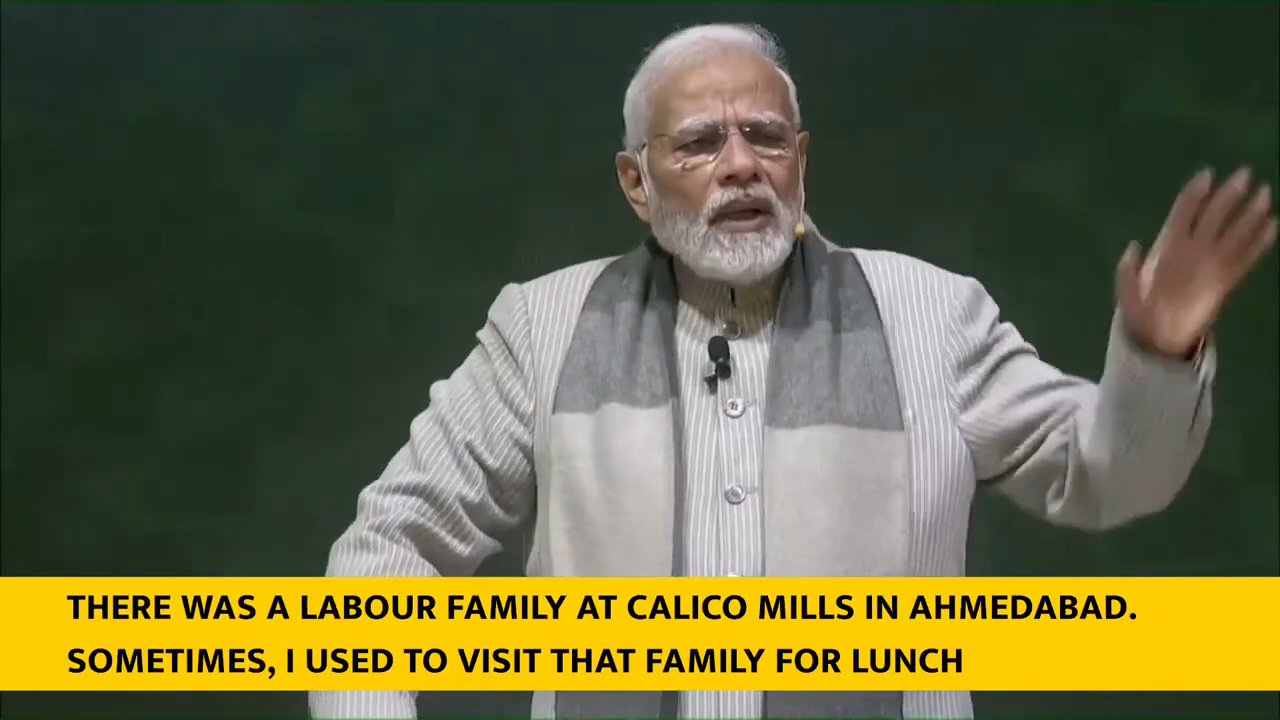 THERE WAS A LABOUR FAMILY AT CALICO MILLS IN AHMEDABAD.
SOMETIMES, I USED TO VISIT THAT FAMILY FOR LUNCH